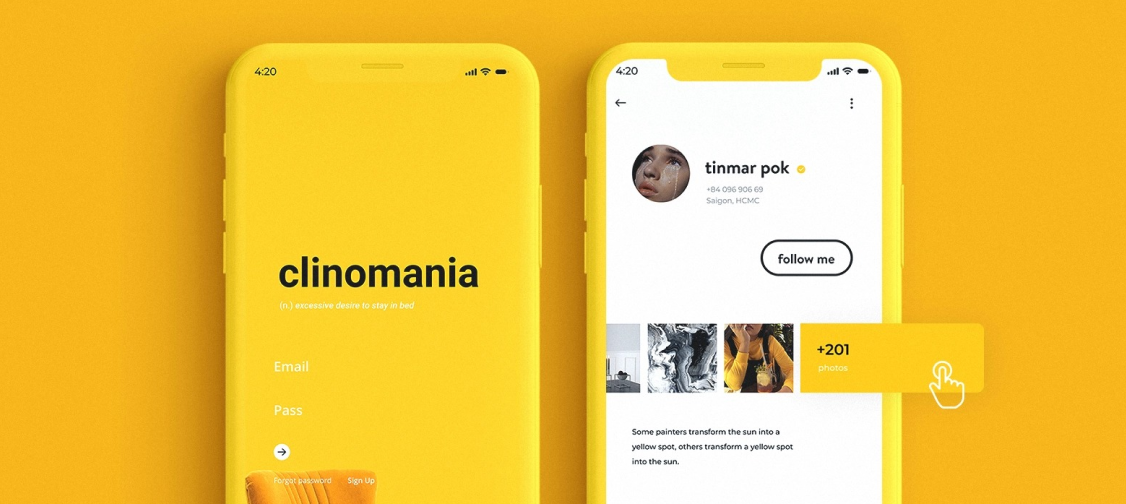 4:20
clinomania
(n.) excessive desire to stay in bed
Email
Pass
Forgot password Sign Up
4:20
tinmar pok
+84 096 906 69
Saigon, HCMC
follow me
+201
photos
Some painters transform the sun into a
yellow spot, others transform a yellow spot
into the sun.